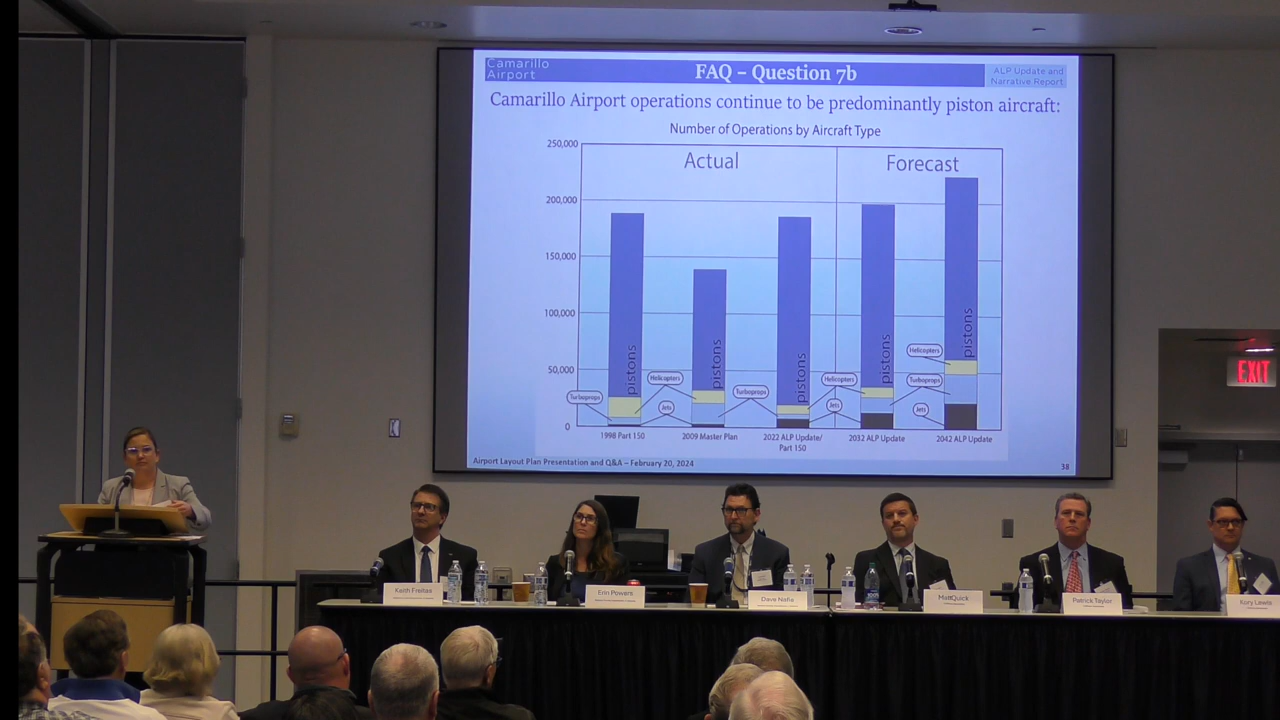 Camarillo
Airport
FAQ – Question 7b
ALP Update and
Narrative Report
Camarillo Airport operations continue to be predominantly piston aircraft:
Number of Operations by Aircraft Type
250,000
200,000
150,000
100,000
50,000
0
Actual
Forecast
pistons
pistons
pistons
pistons
pistons
Turboprops
Helicopters
Jets
Turboprops
Helicopters
Jets
Helicopters
Turboprops
Jets
1998 Part 150
2009 Master Plan
2022 ALP Update/
Part 150
2032 ALP Update
2042 ALP Update
Airport Layout Plan Presentation and Q&A – February 20, 2024
38
EXIT
Keith Freitas
Erin Powers
Dave Nafie
Matt Quick
Patrick Taylor
Kory Lewis